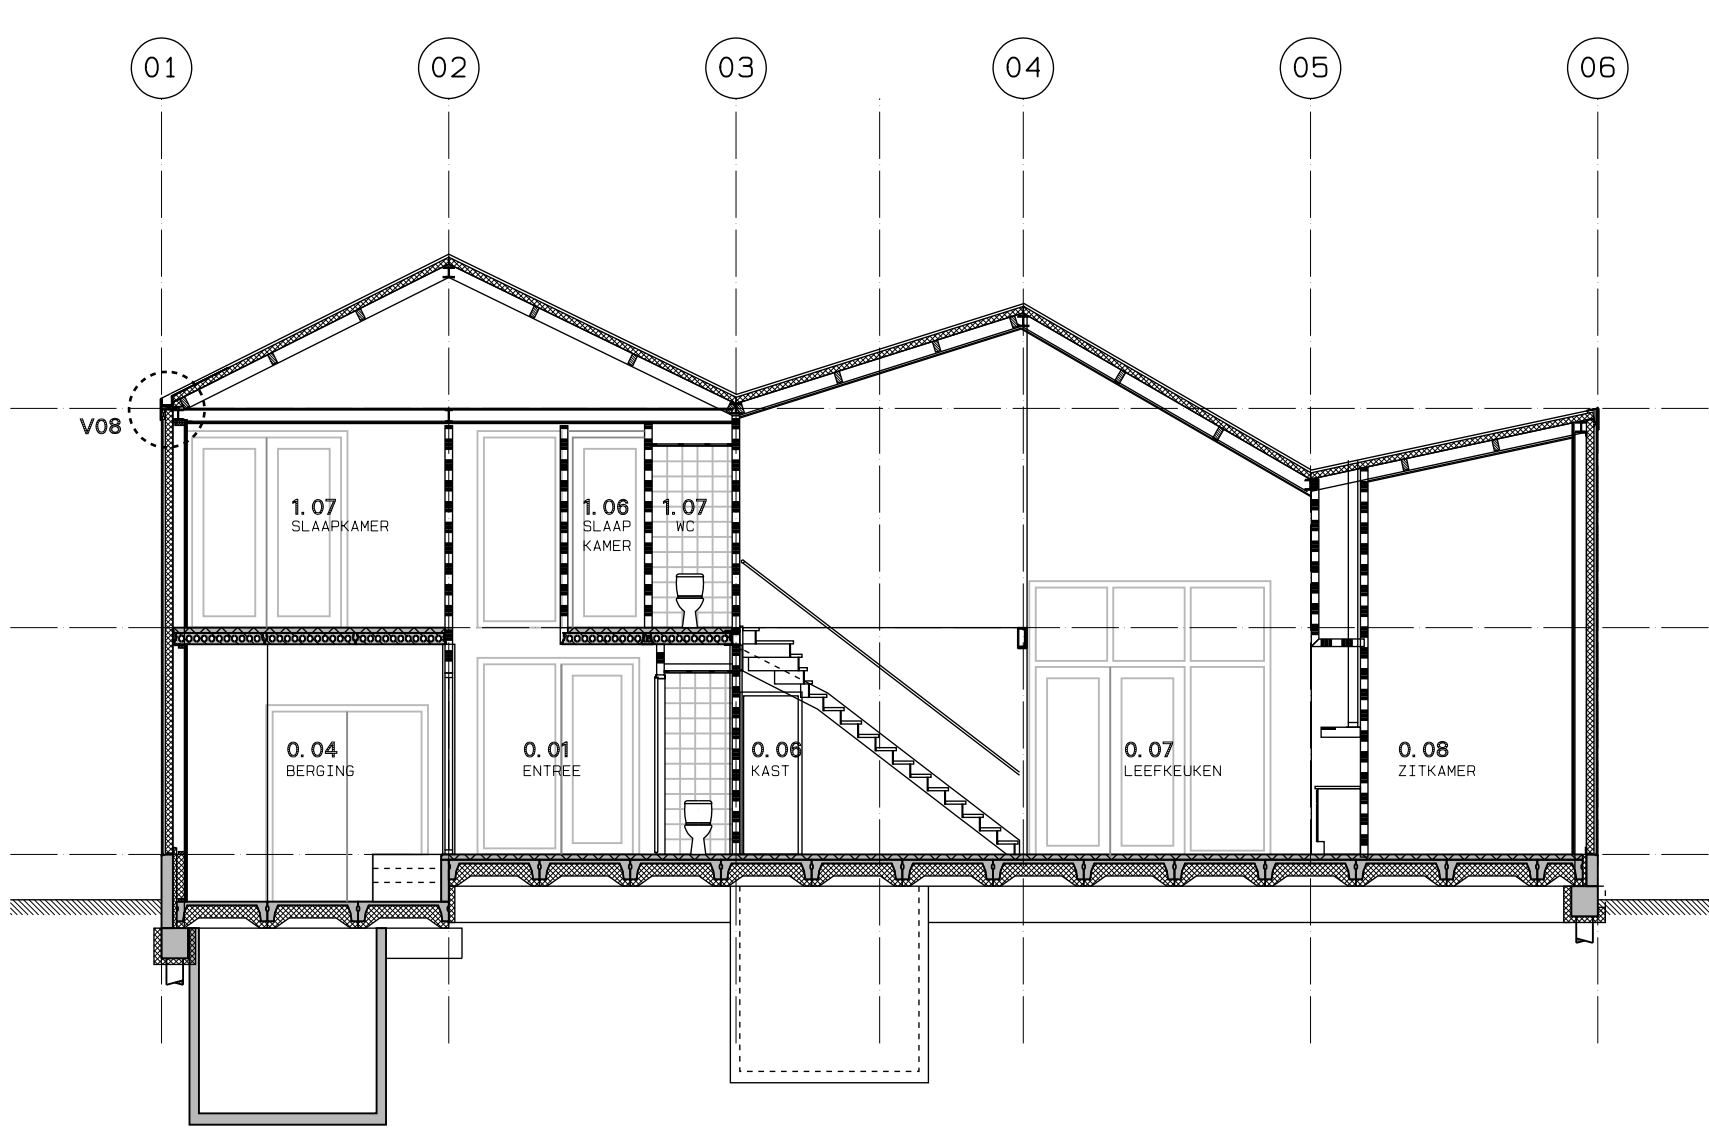 01 02 03 04 05 06
V08
1.07
SLAAPKAMER
1.06
SLAAP
KAMER
1.07
WC
0.04
BERGING
0.01
ENTREE
0.06
KAST
0.07
LEEFKEUKEN
0.08
ZITKAMER